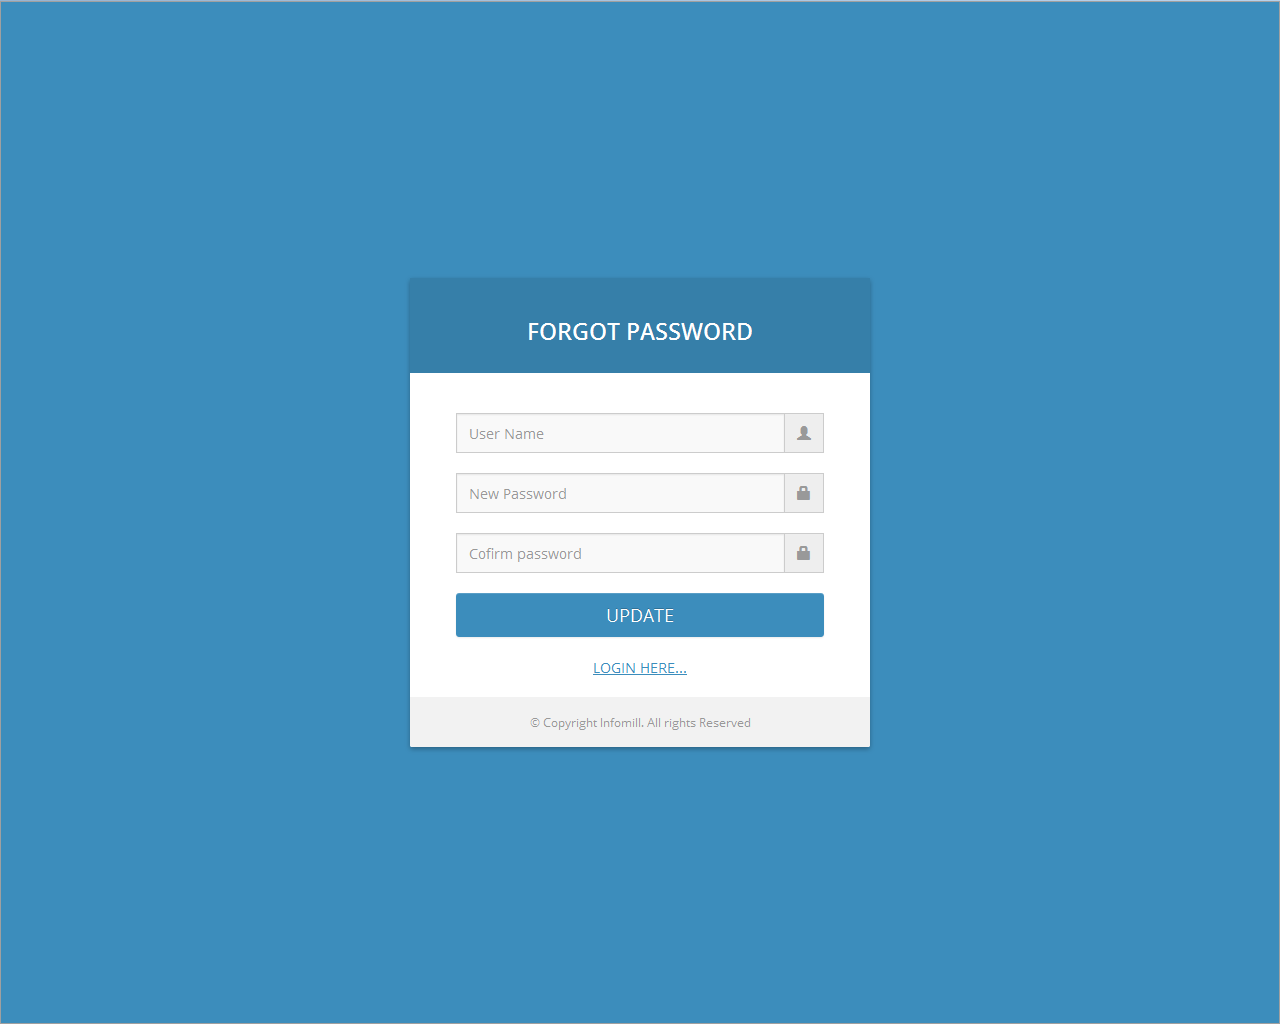 FORGOT PASSWORD
User Name
New Password
Cofirm password
UPDATE
LOGIN HERE...
© Copyright Infomill. All rights Reserved